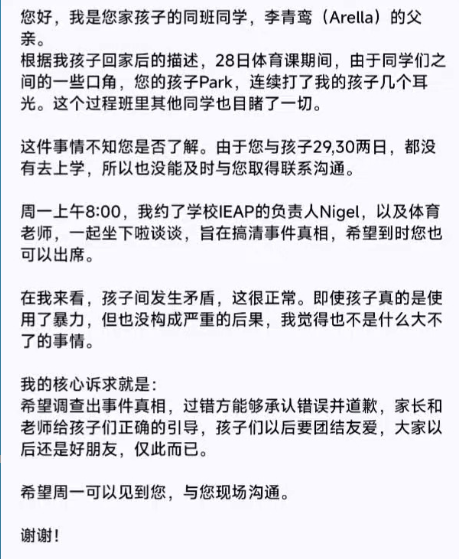 您好，我是您家孩子的同班同学，李青鸾（Arella）的父
亲。
根据我孩子回家后的描述，28日体育课期间，由于同学们之
间的一些口角，您的孩子Park，连续打了我的孩子几个耳
光。这个过程班里其他同学也目睹了一切。
这件事情不知您是否了解。由于您与孩子29,30两日，都没
有去上学，所以也没能及时与您取得联系沟通。
周一上午8:00，我约了学校IEAP的负责人Nigel，以及体育
老师，一起坐下啦谈谈，旨在搞清事件真相，希望到时您也
可以出席。
在我来看，孩子间发生矛盾，这很正常。即使孩子真的是使
用了暴力，但也没构成严重的后果，我觉得也不是什么大不
了的事情。
我的核心诉求就是：
希望调查出事件真相，过错方能够承认错误并道歉，家长和
老师给孩子们正确的引导，孩子们以后要团结友爱，大家以
后还是好朋友，仅此而已。
希望周一可以见到您，与您现场沟通。
谢谢！